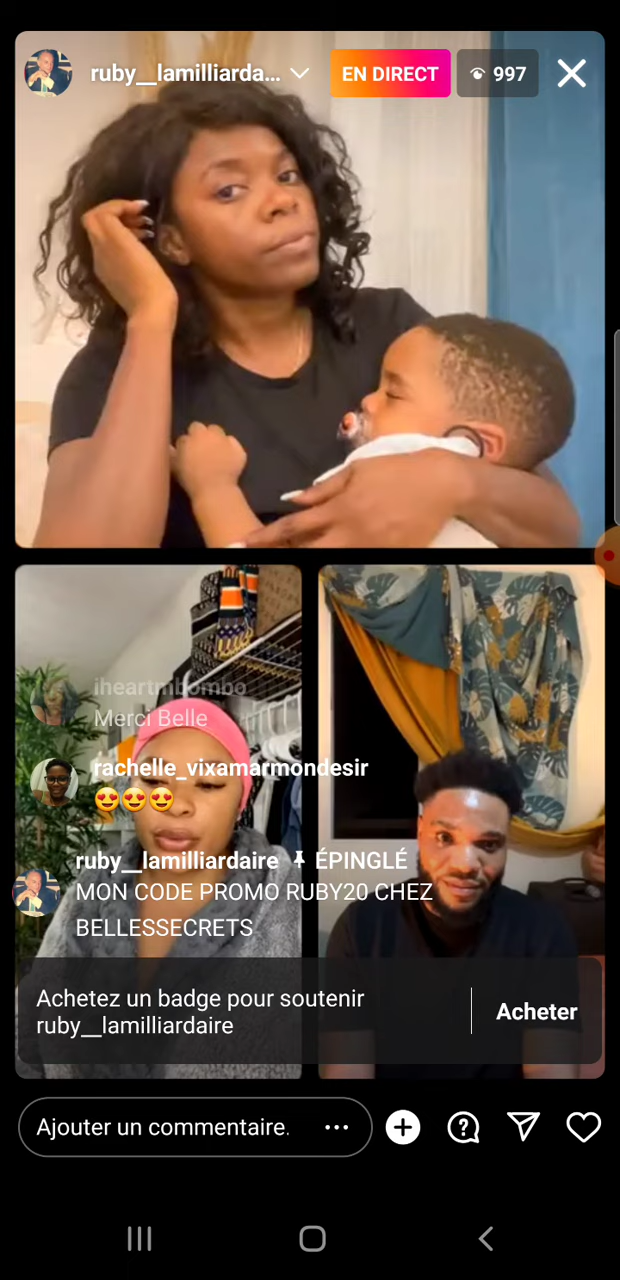 ruby__lamilliarda...
EN DIRECT
997
iheartmbombo
Merci Belle
rachelle_vixamarmondesir
😍😍😍
ruby__lamilliardaire 📌 ÉPINGLÉ
MON CODE PROMO RUBY20 CHEZ
BELLESSECRETS
Achetez un badge pour soutenir
ruby__lamilliardaire
Acheter
Ajouter un commentaire.